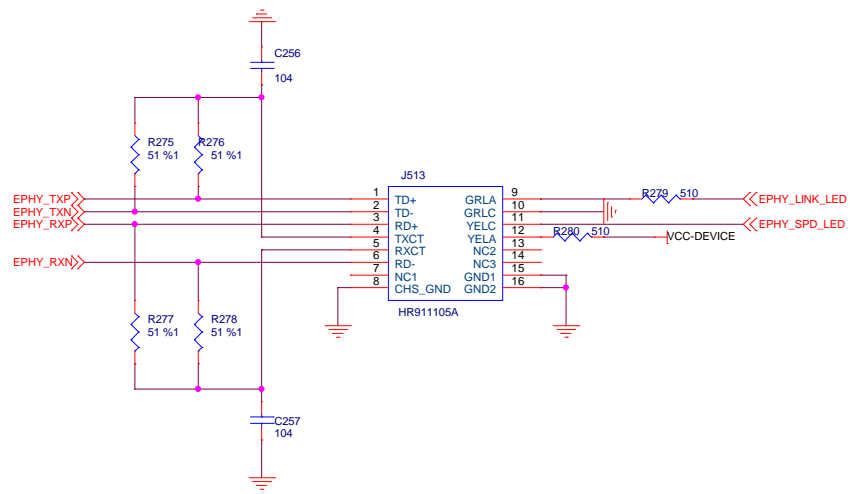 C256
104
R275
51 %1
R276
51 %1
J513
EPHY_TXP
EPHY_TXN
EPHY_RXP
EPHY_RXN
1 TD+
2 TD-
3 RD+
4 TXCT
5 RXCT
6 RD-
7 NC1
8 CHS_GND
GRLA 9
GRLC 10
YELC 11
YELA 12
NC2 13
NC3 14
GND1 15
GND2 16
HR911105A
R279 510
EPHY_LINK_LED
EPHY_SPD_LED
R280 510
VCC-DEVICE
R277
51 %1
R278
51 %1
C257
104